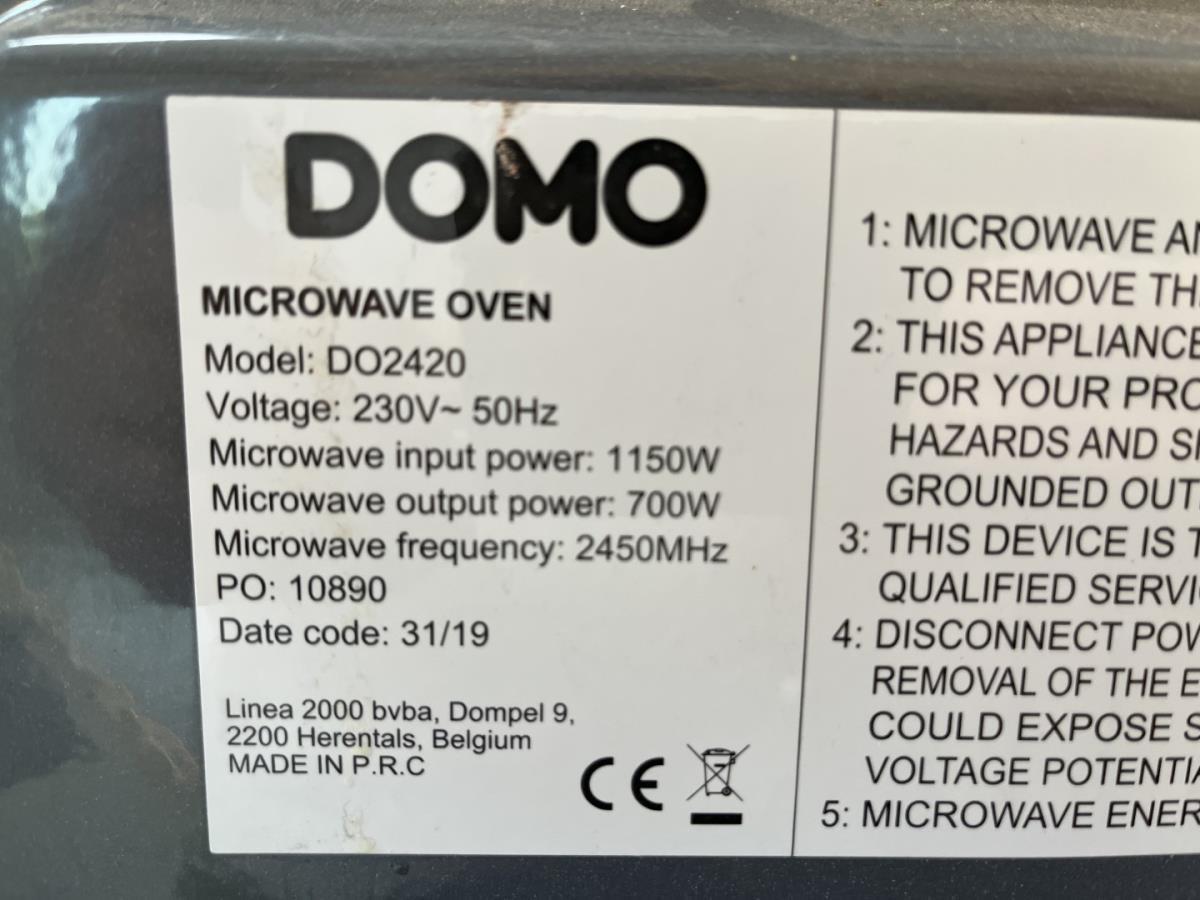 DOMO
MICROWAVE OVEN
Model: DO2420
Voltage: 230V~ 50Hz
Microwave input power: 1150W
Microwave output power: 700W
Microwave frequency: 2450MHz
PO: 10890
Date code: 31/19
Linea 2000 bvba, Dompel 9,
2200 Herentals, Belgium
MADE IN P.R.C
CE
1: MICROWAVE
TO REMOVE
2: THIS APPLIANCE
FOR YOUR
HAZARDS AND
GROUNDED
3: THIS DEVICE IS
QUALIFIED
4: DISCONNECT
REMOVAL OF THE
COULD EXPOSE
VOLTAGE
5: MICROWAVE